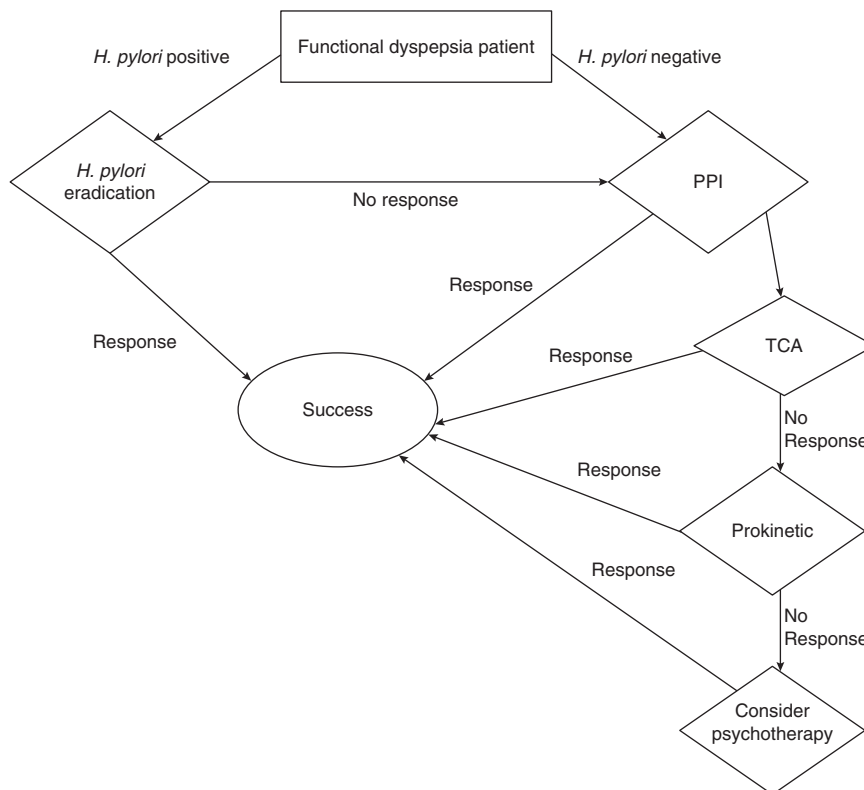 Functional dyspepsia patient
H. pylori positive
H. pylori negative
H. pylori
eradication
No response
PPI
Response
Response
Response
TCA
Success
No
Response
Response
Prokinetic
Response
No
Response
Consider
psychotherapy